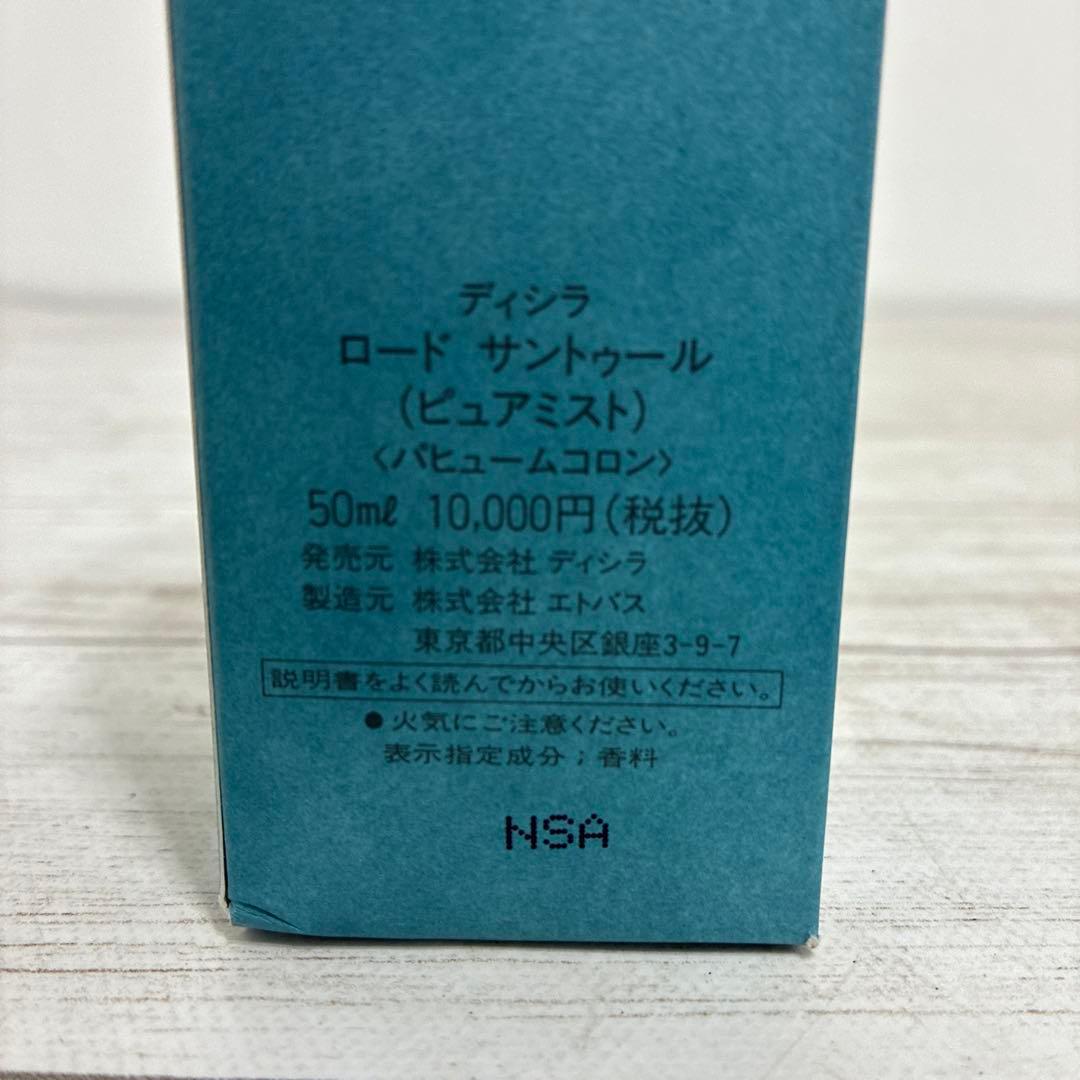 ディシラ
ロード サントゥール
(ピュアミスト)
〈パヒュームコロン〉
50mℓ 10,000円(税抜)
発売元 株式会社 ディシラ
製造元 株式会社 エトバス
東京都中央区銀座3-9-7
説明書をよく読んでからお使いください。
●火気にご注意ください。
表示指定成分;香料
NSA